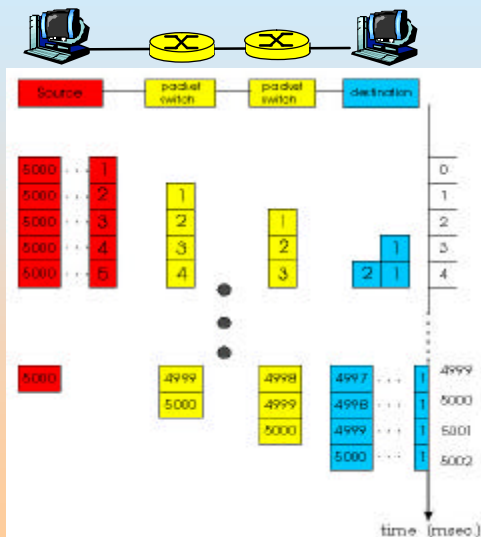 Source packet switch packet switch destination
5000 ... 1 0
5000 ... 2 1 1
5000 ... 3 2 1 2
5000 ... 4 3 2 1 3
5000 ... 5 4 3 2 1 4
5000 4999 4998 4997 ... 1 4999
5000 4999 4998 ... 1 5000
5000 4999 ... 1 5001
5000 ... 1 5002
time (msec.)